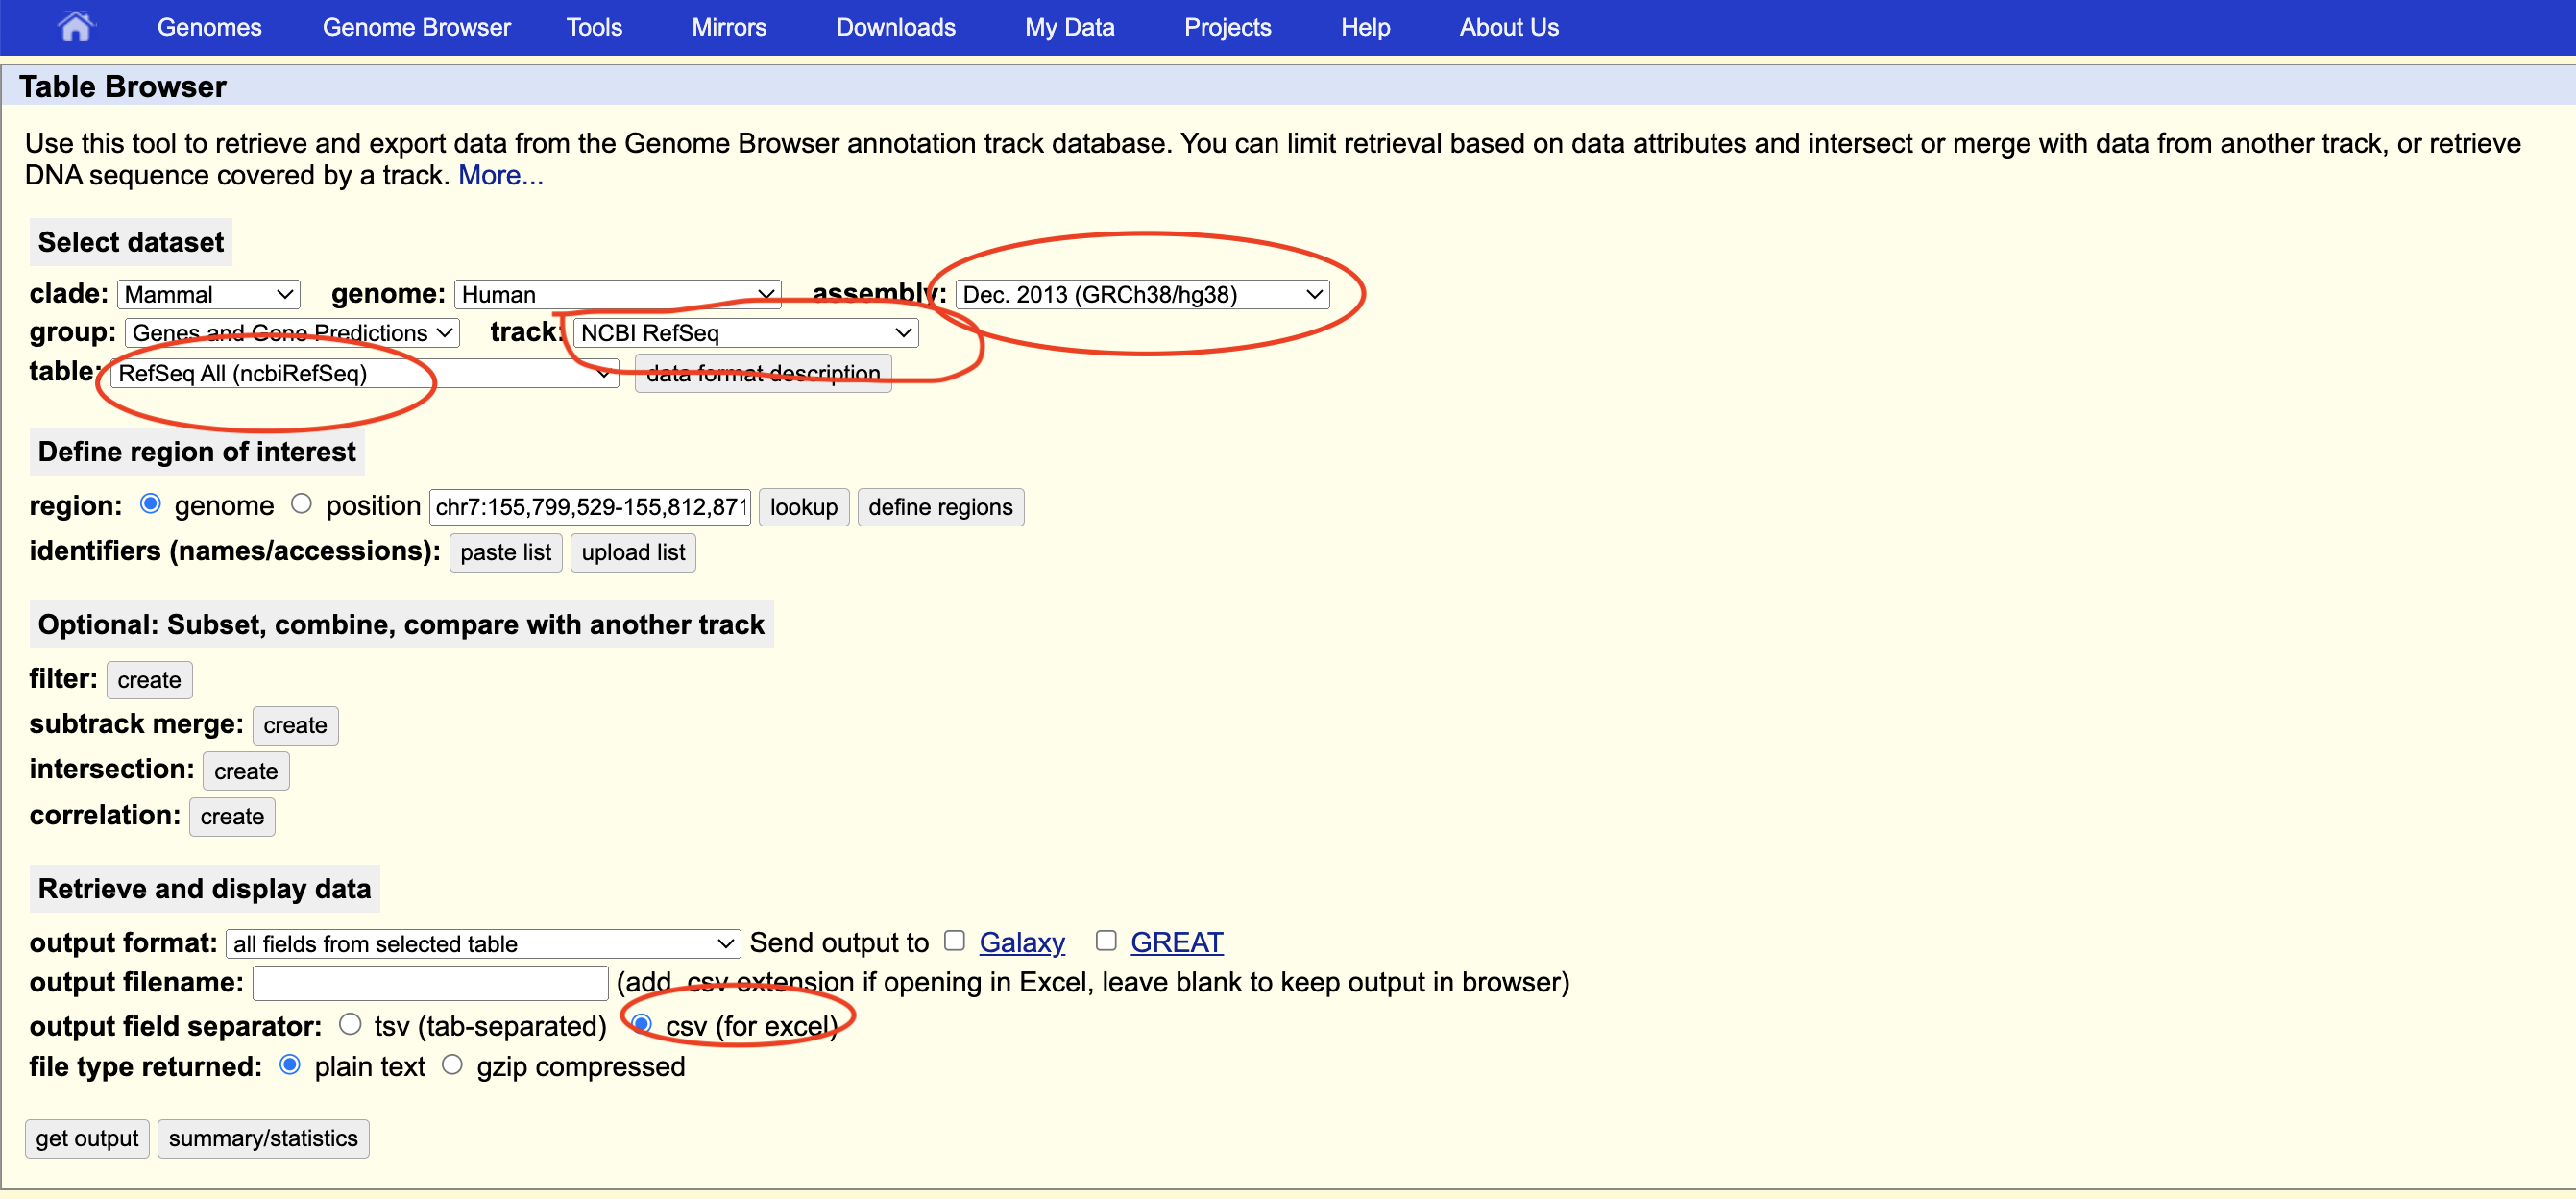 Genomes Genome Browser Tools Mirrors Downloads My Data Projects Help About Us
Table Browser
Use this tool to retrieve and export data from the Genome Browser annotation track database. You can limit retrieval based on data attributes and intersect or merge with data from another track, or retrieve
DNA sequence covered by a track. More...
Select dataset
clade: Mammal genome: Human assembly: Dec. 2013 (GRCh38/hg38)
group: Genes and Gene Predictions track: NCBI RefSeq
table: RefSeq All (ncbiRefSeq) data format description
Define region of interest
region: genome position chr7:155,799,529-155,812,871 lookup define regions
identifiers (names/accessions): paste list upload list
Optional: Subset, combine, compare with another track
filter: create
subtrack merge: create
intersection: create
correlation: create
Retrieve and display data
output format: all fields from selected table Send output to Galaxy GREAT
output filename: (add .csv extension if opening in Excel, leave blank to keep output in browser)
output field separator: tsv (tab-separated) csv (for excel)
file type returned: plain text gzip compressed
get output summary/statistics